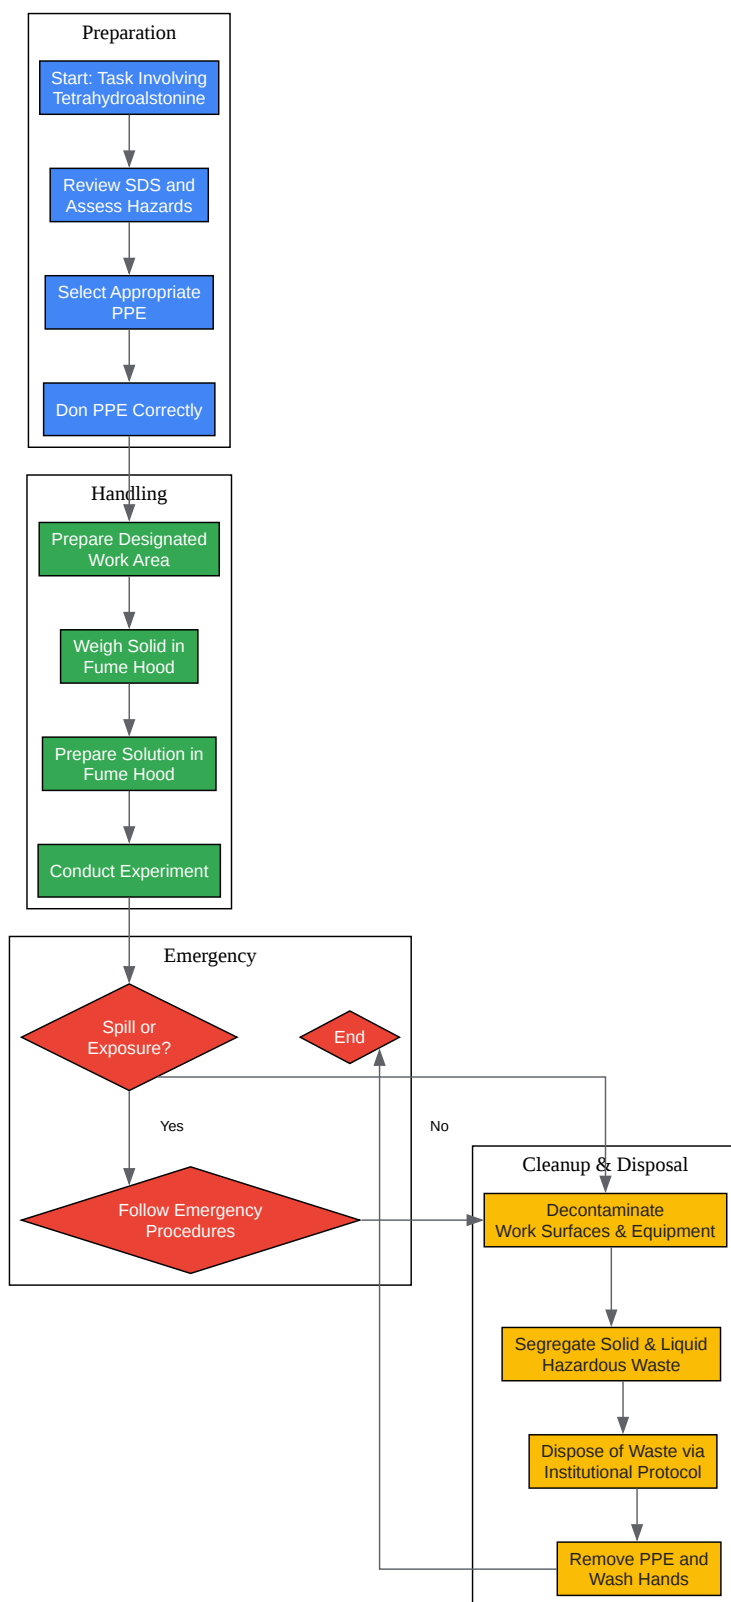 Preparation
Start: Task Involving
Tetrahydroalstonine
Review SDS and
Assess Hazards
Select Appropriate
PPE
Don PPE Correctly
Handling
Prepare Designated
Work Area
Weigh Solid in
Fume Hood
Prepare Solution in
Fume Hood
Conduct Experiment
Emergency
Spill or
Exposure?
End
Yes
No
Follow Emergency
Procedures
Cleanup & Disposal
Decontaminate
Work Surfaces & Equipment
Segregate Solid & Liquid
Hazardous Waste
Dispose of Waste via
Institutional Protocol
Remove PPE and
Wash Hands